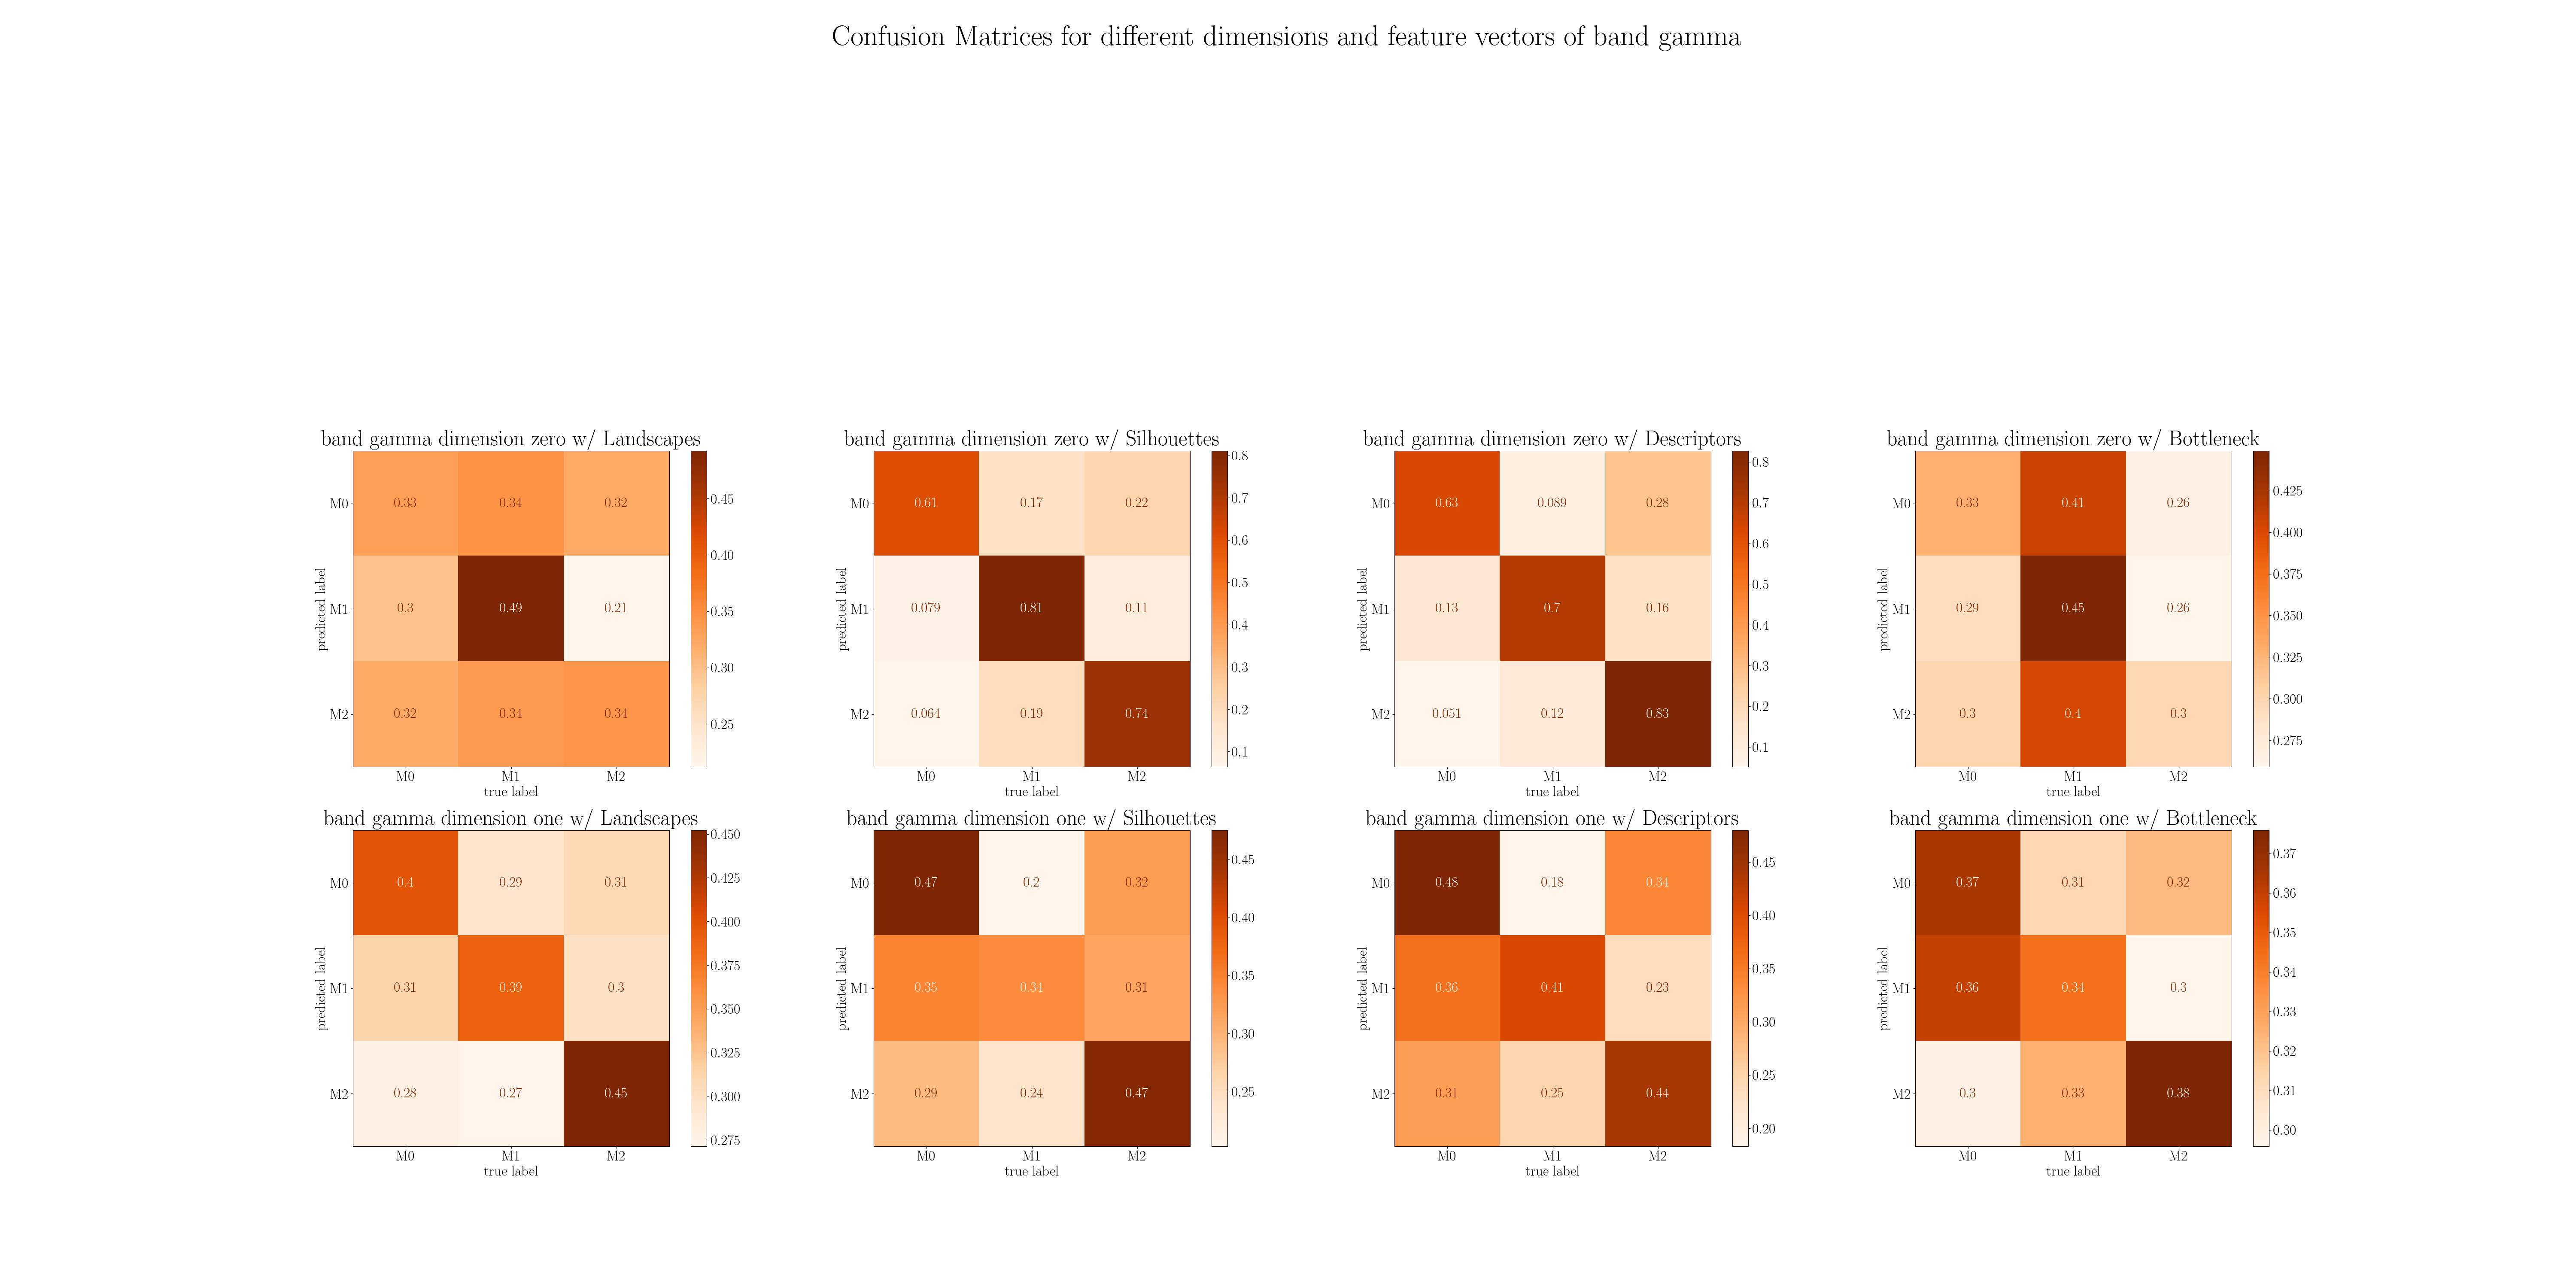 Confusion Matrices for different dimensions and feature vectors of band gamma
band gamma dimension zero w/ Landscapes
predicted label
M0 0.33 0.34 0.32
M1 0.3 0.49 0.21
M2 0.32 0.34 0.34
M0 M1 M2
true label
0.45
0.40
0.35
0.30
0.25
band gamma dimension zero w/ Silhouettes
predicted label
M0 0.61 0.17 0.22
M1 0.079 0.81 0.11
M2 0.064 0.19 0.74
M0 M1 M2
true label
0.8
0.7
0.6
0.5
0.4
0.3
0.2
0.1
band gamma dimension zero w/ Descriptors
predicted label
M0 0.63 0.089 0.28
M1 0.13 0.7 0.16
M2 0.051 0.12 0.83
M0 M1 M2
true label
0.8
0.7
0.6
0.5
0.4
0.3
0.2
0.1
band gamma dimension zero w/ Bottleneck
predicted label
M0 0.33 0.41 0.26
M1 0.29 0.45 0.26
M2 0.3 0.4 0.3
M0 M1 M2
true label
0.425
0.400
0.375
0.350
0.325
0.300
0.275
band gamma dimension one w/ Landscapes
predicted label
M0 0.4 0.29 0.31
M1 0.31 0.39 0.3
M2 0.28 0.27 0.45
M0 M1 M2
true label
0.450
0.425
0.400
0.375
0.350
0.325
0.300
0.275
band gamma dimension one w/ Silhouettes
predicted label
M0 0.47 0.2 0.32
M1 0.35 0.34 0.31
M2 0.29 0.24 0.47
M0 M1 M2
true label
0.45
0.40
0.35
0.30
0.25
band gamma dimension one w/ Descriptors
predicted label
M0 0.48 0.18 0.34
M1 0.36 0.41 0.23
M2 0.31 0.25 0.44
M0 M1 M2
true label
0.45
0.40
0.35
0.30
0.25
0.20
band gamma dimension one w/ Bottleneck
predicted label
M0 0.37 0.31 0.32
M1 0.36 0.34 0.3
M2 0.3 0.33 0.38
M0 M1 M2
true label
0.37
0.36
0.35
0.34
0.33
0.32
0.31
0.30